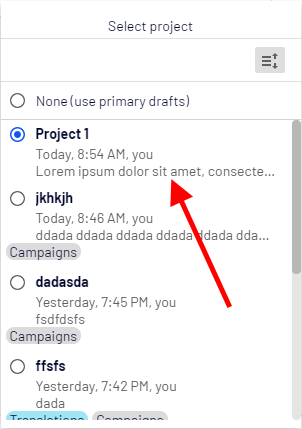 Select project
None (use primary drafts)
Project 1
Today, 8:54 AM, you
Lorem ipsum dolor sit amet, consecte...
jkhkjh
Today, 8:46 AM, you
ddada ddada ddada ddada ddada dda...
Campaigns
dadasda
Yesterday, 7:45 PM, you
fsdfdsfs
Campaigns
ffsfs
Yesterday, 7:42 PM, you
dada
Translations Campaigns